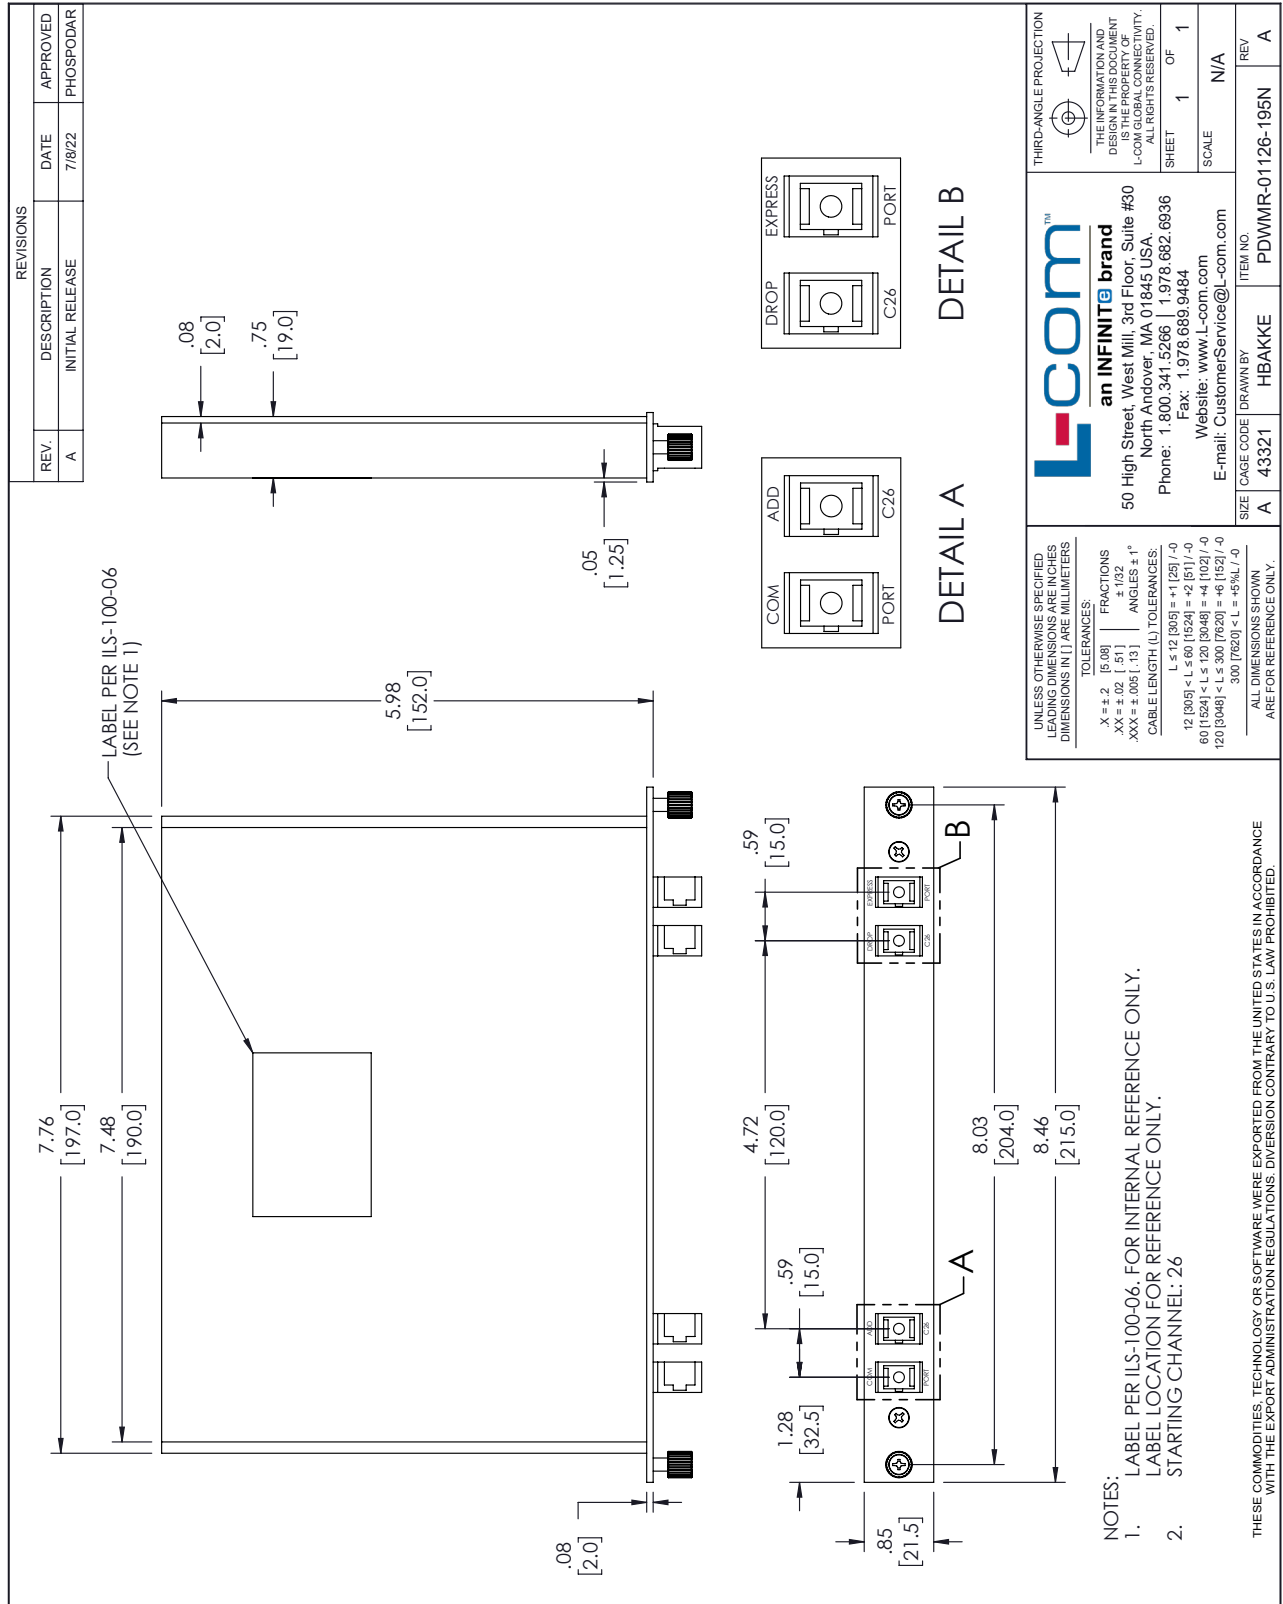 REVISIONS
REV. DESCRIPTION DATE APPROVED
A INITIAL RELEASE 7/8/22 PHOSPODAR
7.76
[197.0]
7.48
[190.0]
LABEL PER ILS-100-06
(SEE NOTE 1)
5.98
[152.0]
.08
[2.0]
.08
[2.0]
.75
[19.0]
.05
[1.25]
1.28
[32.5]
.59
[15.0]
4.72
[120.0]
.59
[15.0]
.85
[21.5]
COM
PORT
ADD
C26
DROP
C26
EXPRESS
PORT
A
B
8.03
[204.0]
8.46
[215.0]
COM ADD
PORT C26
DETAIL A
DROP EXPRESS
C26 PORT
DETAIL B
NOTES:
1. LABEL PER ILS-100-06. FOR INTERNAL REFERENCE ONLY.
LABEL LOCATION FOR REFERENCE ONLY.
2. STARTING CHANNEL: 26
THESE COMMODITIES, TECHNOLOGY OR SOFTWARE WERE EXPORTED FROM THE UNITED STATES IN ACCORDANCE
WITH THE EXPORT ADMINISTRATION REGULATIONS. DIVERSION CONTRARY TO U.S. LAW PROHIBITED.
UNLESS OTHERWISE SPECIFIED
LEADING DIMENSIONS ARE INCHES
DIMENSIONS IN [ ] ARE MILLIMETERS
TOLERANCES:
.X = ± .2 [5.08] FRACTIONS
.XX = ± .02 [ .51 ] ± 1/32
.XXX = ± .005 [ .13 ] ANGLES ± 1°
CABLE LENGTH (L) TOLERANCES:
L ≤ 12 [305] = +1 [25] / -0
12 [305] < L ≤ 60 [1524] = +2 [51] / -0
60 [1524] < L ≤ 120 [3048] = +4 [102] / -0
120 [3048] < L ≤ 300 [7620] = +6 [152] / -0
300 [7620] < L = +5%L / -0
ALL DIMENSIONS SHOWN
ARE FOR REFERENCE ONLY.
L-com™
an INFINITe brand
50 High Street, West Mill, 3rd Floor, Suite #30
North Andover, MA 01845 USA.
Phone: 1.800.341.5266 | 1.978.682.6936
Fax: 1.978.689.9484
Website: www.L-com.com
E-mail: CustomerService@L-com.com
THIRD-ANGLE PROJECTION
THE INFORMATION AND
DESIGN IN THIS DOCUMENT
IS THE PROPERTY OF
L-COM GLOBAL CONNECTIVITY.
ALL RIGHTS RESERVED.
SHEET 1 OF 1
SCALE N/A
SIZE CAGE CODE DRAWN BY ITEM NO. REV
A 43321 HBAKKE PDWMR-01126-195N A